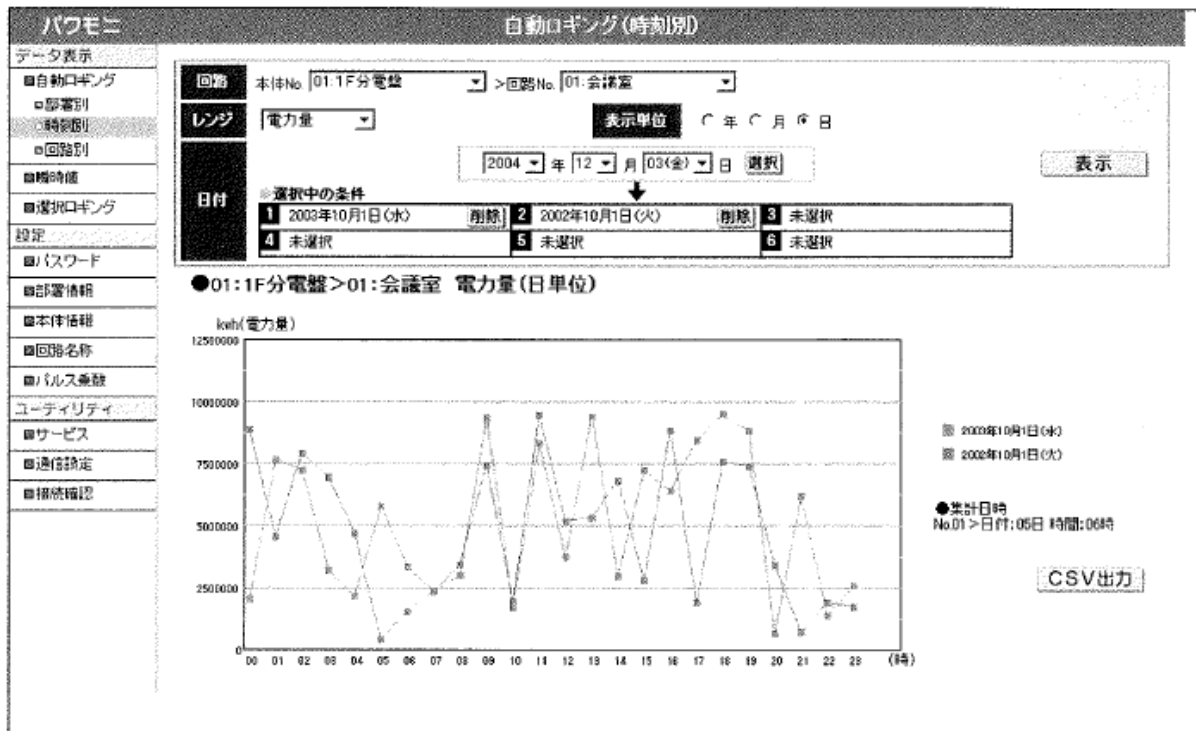 パワモニ
自動ロギング(時刻別)
データ表示
自動ロギング
部署別
時刻別
回路別
瞬時値
選択ロギング
設定
パスワード
部署情報
本体情報
回路名称
パルス乗数
ユーティリティ
サービス
通信設定
接続確認
回路 本体No. 01:1F分電盤 >回路No. 01:会議室
レンジ 電力量 表示単位 年 月 日
日付 2004 年 12 月 03(金) 日 選択
表示
※選択中の条件
1 2003年10月1日(水) 削除 2 2002年10月1日(火) 削除 3 未選択
4 未選択 5 未選択 6 未選択
●01:1F分電盤>01:会議室 電力量(日単位)
kwh(電力量)
12500000
10000000
7500000
5000000
2500000
0
00 01 02 03 04 05 06 07 08 09 10 11 12 13 14 15 16 17 18 19 20 21 22 23 (時)
2003年10月1日(水)
2002年10月1日(火)
●集計日時
No.01>日付:05日 時間:06時
CSV出力